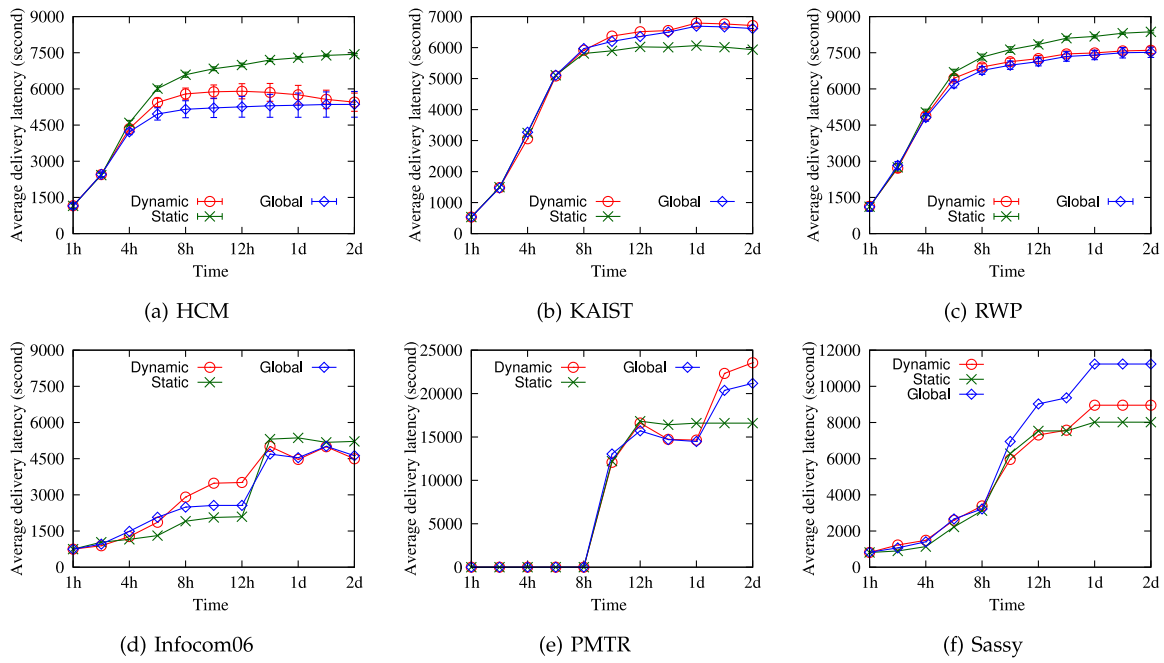 Average delivery latency (second)
9000
7500
6000
4500
3000
1500
0
Dynamic
Static
Global
1h 4h 8h 12h 1d 2d
Time
(a) HCM
Average delivery latency (second)
7000
6000
5000
4000
3000
2000
1000
0
Dynamic
Static
Global
1h 4h 8h 12h 1d 2d
Time
(b) KAIST
Average delivery latency (second)
9000
7500
6000
4500
3000
1500
0
Dynamic
Static
Global
1h 4h 8h 12h 1d 2d
Time
(c) RWP
Average delivery latency (second)
9000
7500
6000
4500
3000
1500
0
Dynamic
Static
Global
1h 4h 8h 12h 1d 2d
Time
(d) Infocom06
Average delivery latency (second)
25000
20000
15000
10000
5000
0
Dynamic
Static
Global
1h 4h 8h 12h 1d 2d
Time
(e) PMTR
Average delivery latency (second)
12000
10000
8000
6000
4000
2000
0
Dynamic
Static
Global
1h 4h 8h 12h 1d 2d
Time
(f) Sassy